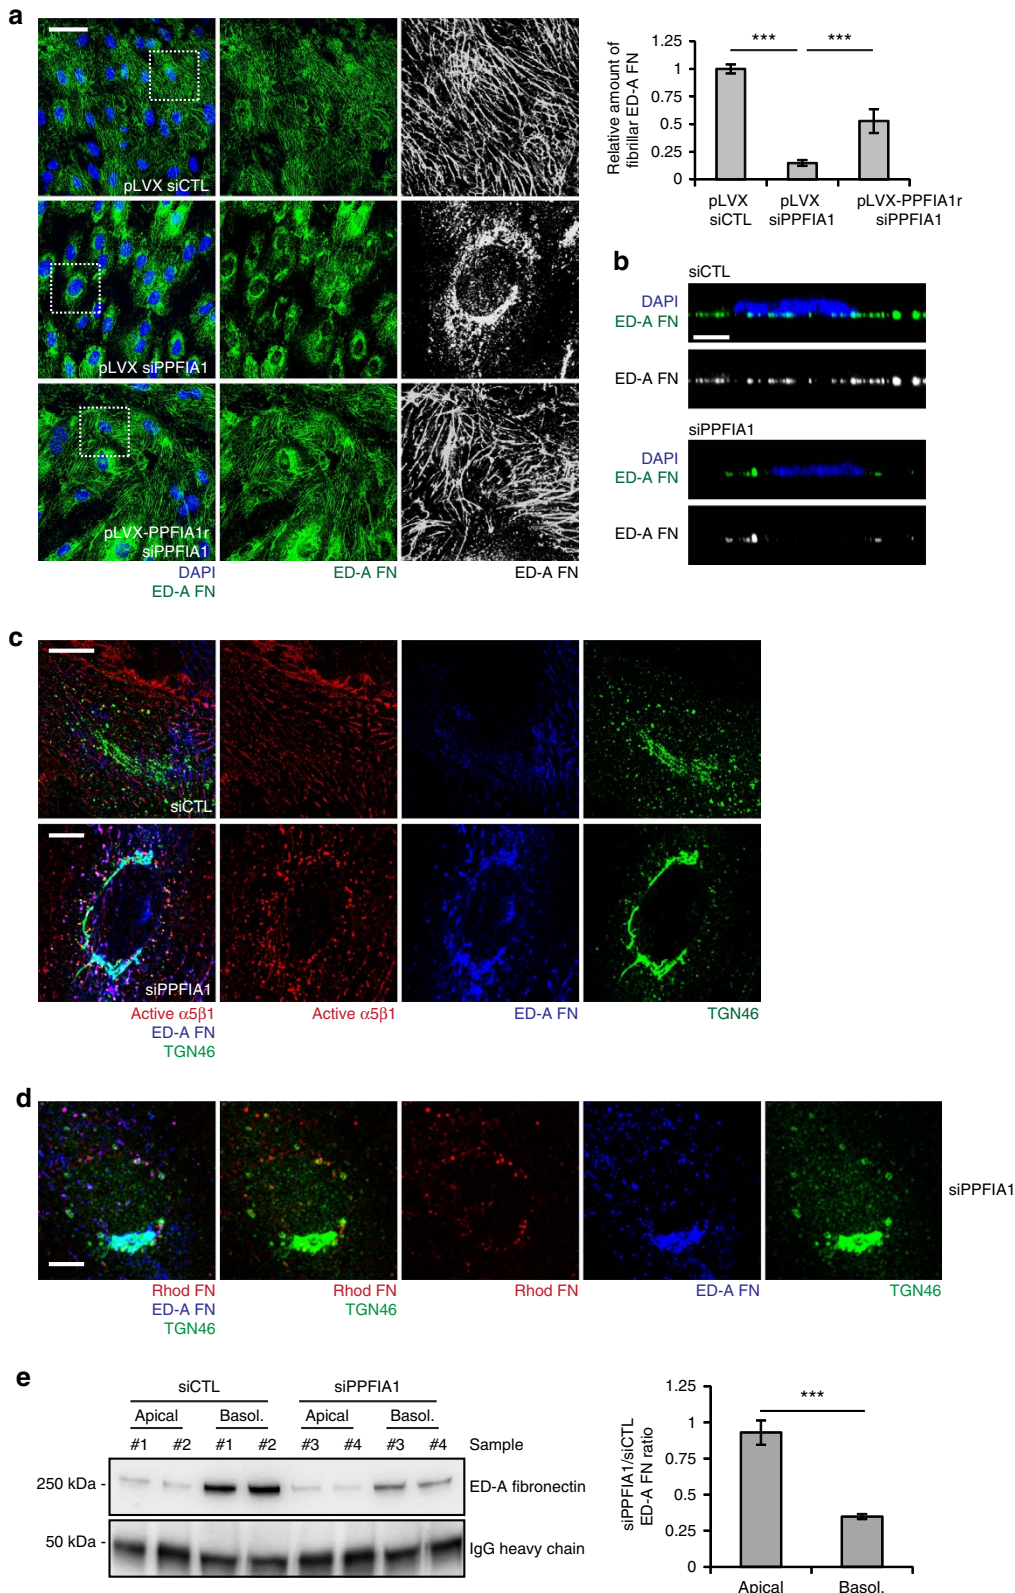 a
pLVX siCTL
pLVX siPPFIA1
pLVX-PPFIA1r
siPPFIA1
DAPI
ED-A FN
ED-A FN
ED-A FN
Relative amount of
fibrillar ED-A FN
1.25
1
0.75
0.5
0.25
0
***
***
pLVX
siCTL
pLVX
siPPFIA1
pLVX-PPFIA1r
siPPFIA1
b
siCTL
DAPI
ED-A FN
ED-A FN
siPPFIA1
DAPI
ED-A FN
ED-A FN
c
siCTL
siPPFIA1
Active α5β1
ED-A FN
TGN46
Active α5β1
ED-A FN
TGN46
d
siPPFIA1
Rhod FN
ED-A FN
TGN46
Rhod FN
TGN46
Rhod FN
ED-A FN
TGN46
e
siCTL siPPFIA1
Apical Basol. Apical Basol.
#1 #2 #1 #2 #3 #4 #3 #4 Sample
250 kDa - ED-A fibronectin
50 kDa - IgG heavy chain
siPPFIA1/siCTL
ED-A FN ratio
1.25
1
0.75
0.5
0.25
0
***
Apical Basol.